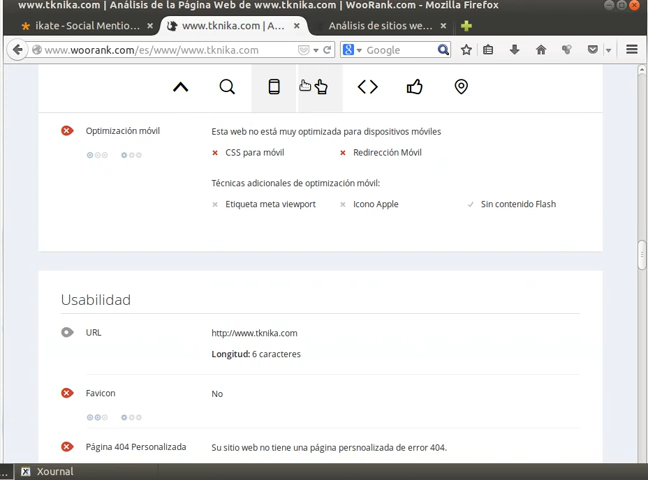 www.tknika.com | Análisis de la Página Web de www.tknika.com | WooRank.com - Mozilla Firefox
ikate - Social Mentio...
www.tknika.com | A...
Análisis de sitios we...
www.woorank.com/es/www/www.tknika.com
Google
Optimización móvil
Esta web no está muy optimizada para dispositivos móviles
CSS para móvil
Redirección Móvil
Técnicas adicionales de optimización móvil:
Etiqueta meta viewport
Icono Apple
Sin contenido Flash
Usabilidad
URL
http://www.tknika.com
Longitud: 6 caracteres
Favicon
No
Página 404 Personalizada
Su sitio web no tiene una página persnoalizada de error 404.
... Xournal